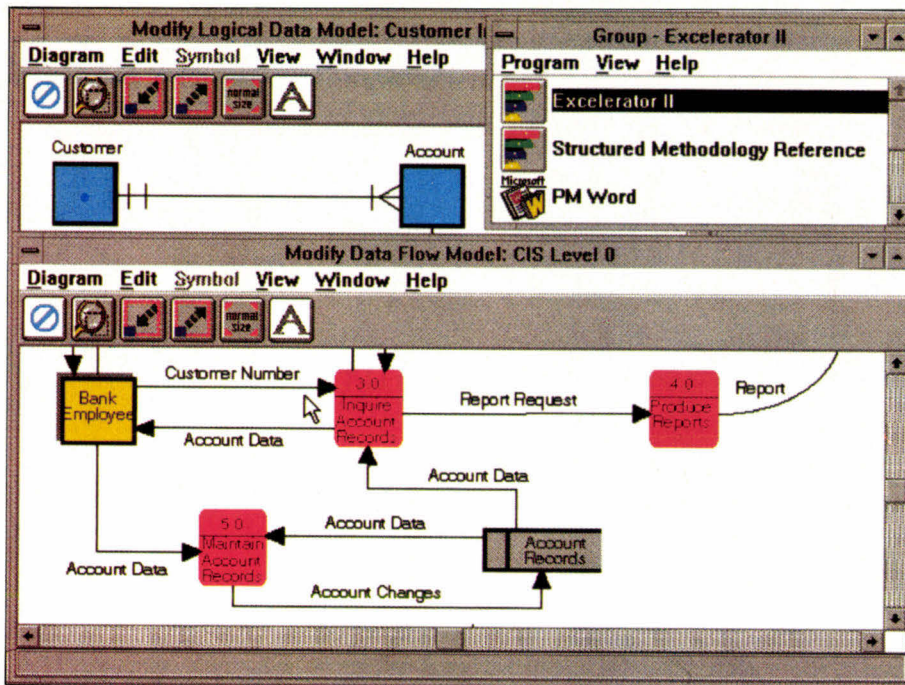 Modify Logical Data Model: Customer I
Diagram Edit Symbol View Window Help
normal
size
A
Customer
Account
Group - Excelerator II
Program View Help
Excelerator II
Structured Methodology Reference
Microsoft
W
PM Word
Modify Data Flow Model: CIS Level 0
Diagram Edit Symbol View Window Help
normal
size
A
Bank
Employee
Customer Number
Account Data
3.0
Inquire
Account
Records
Report Request
4.0
Produce
Reports
Report
Account Data
Account Data
5.0
Maintain
Account
Records
Account Data
Account
Records
Account Changes